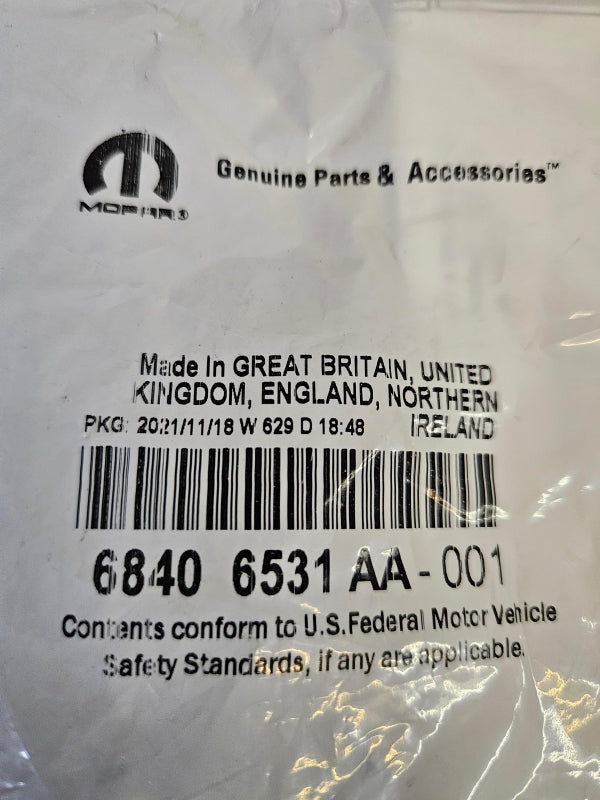 MOPAR®
Genuine Parts & Accessories™
Made In GREAT BRITAIN, UNITED
KINGDOM, ENGLAND, NORTHERN
PKG: 2021/11/18 W 629 D 18:48 IRELAND
6840 6531 AA - 001
Contents conform to U.S.Federal Motor Vehicle
Safety Standards, if any are applicable.